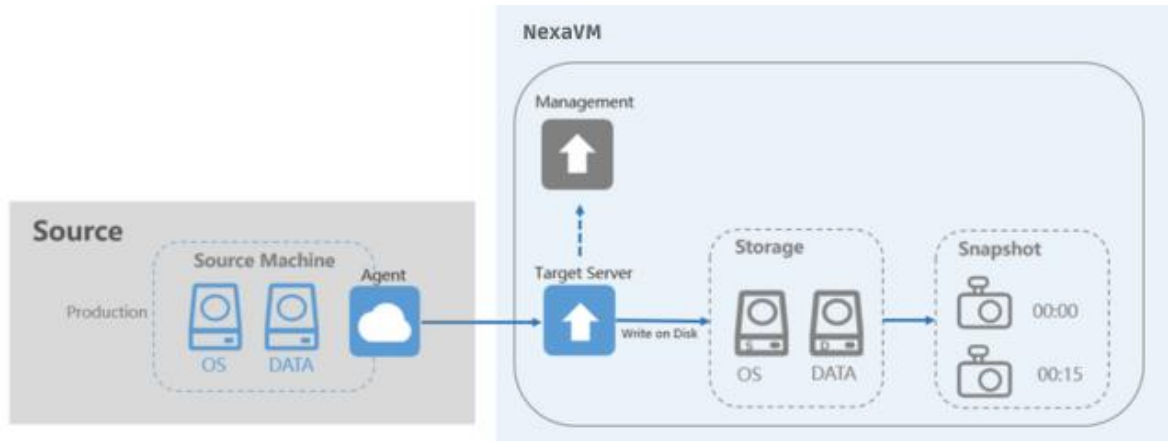 NexaVM
Management
Source
Source Machine
Agent
Production
OS
DATA
Target Server
Write on Disk
Storage
S
D
OS
DATA
Snapshot
00:00
00:15